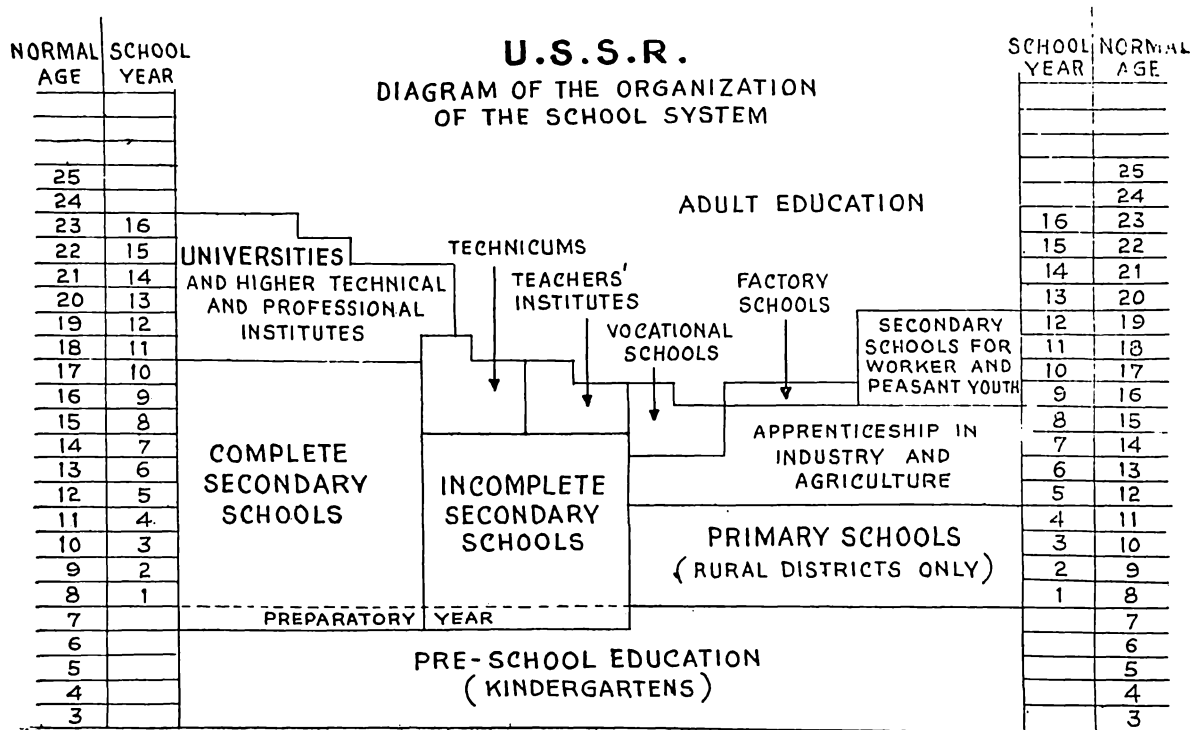 U.S.S.R.
DIAGRAM OF THE ORGANIZATION
OF THE SCHOOL SYSTEM
NORMAL AGE
SCHOOL YEAR
SCHOOL YEAR
NORMAL AGE
25 25
24 24
23 16 16 23
22 15 15 22
21 14 14 21
20 13 13 20
19 12 12 19
18 11 11 18
17 10 10 17
16 9 9 16
15 8 8 15
14 7 7 14
13 6 6 13
12 5 5 12
11 4 4 11
10 3 3 10
9 2 2 9
8 1 1 8
7 7
6 6
5 5
4 4
3 3
ADULT EDUCATION
UNIVERSITIES
AND HIGHER TECHNICAL
AND PROFESSIONAL
INSTITUTES
TECHNICUMS
TEACHERS'
INSTITUTES
VOCATIONAL
SCHOOLS
FACTORY
SCHOOLS
SECONDARY
SCHOOLS FOR
WORKER AND
PEASANT YOUTH
COMPLETE
SECONDARY
SCHOOLS
INCOMPLETE
SECONDARY
SCHOOLS
APPRENTICESHIP IN
INDUSTRY AND
AGRICULTURE
PRIMARY SCHOOLS
(RURAL DISTRICTS ONLY)
PREPARATORY YEAR
PRE-SCHOOL EDUCATION
(KINDERGARTENS)